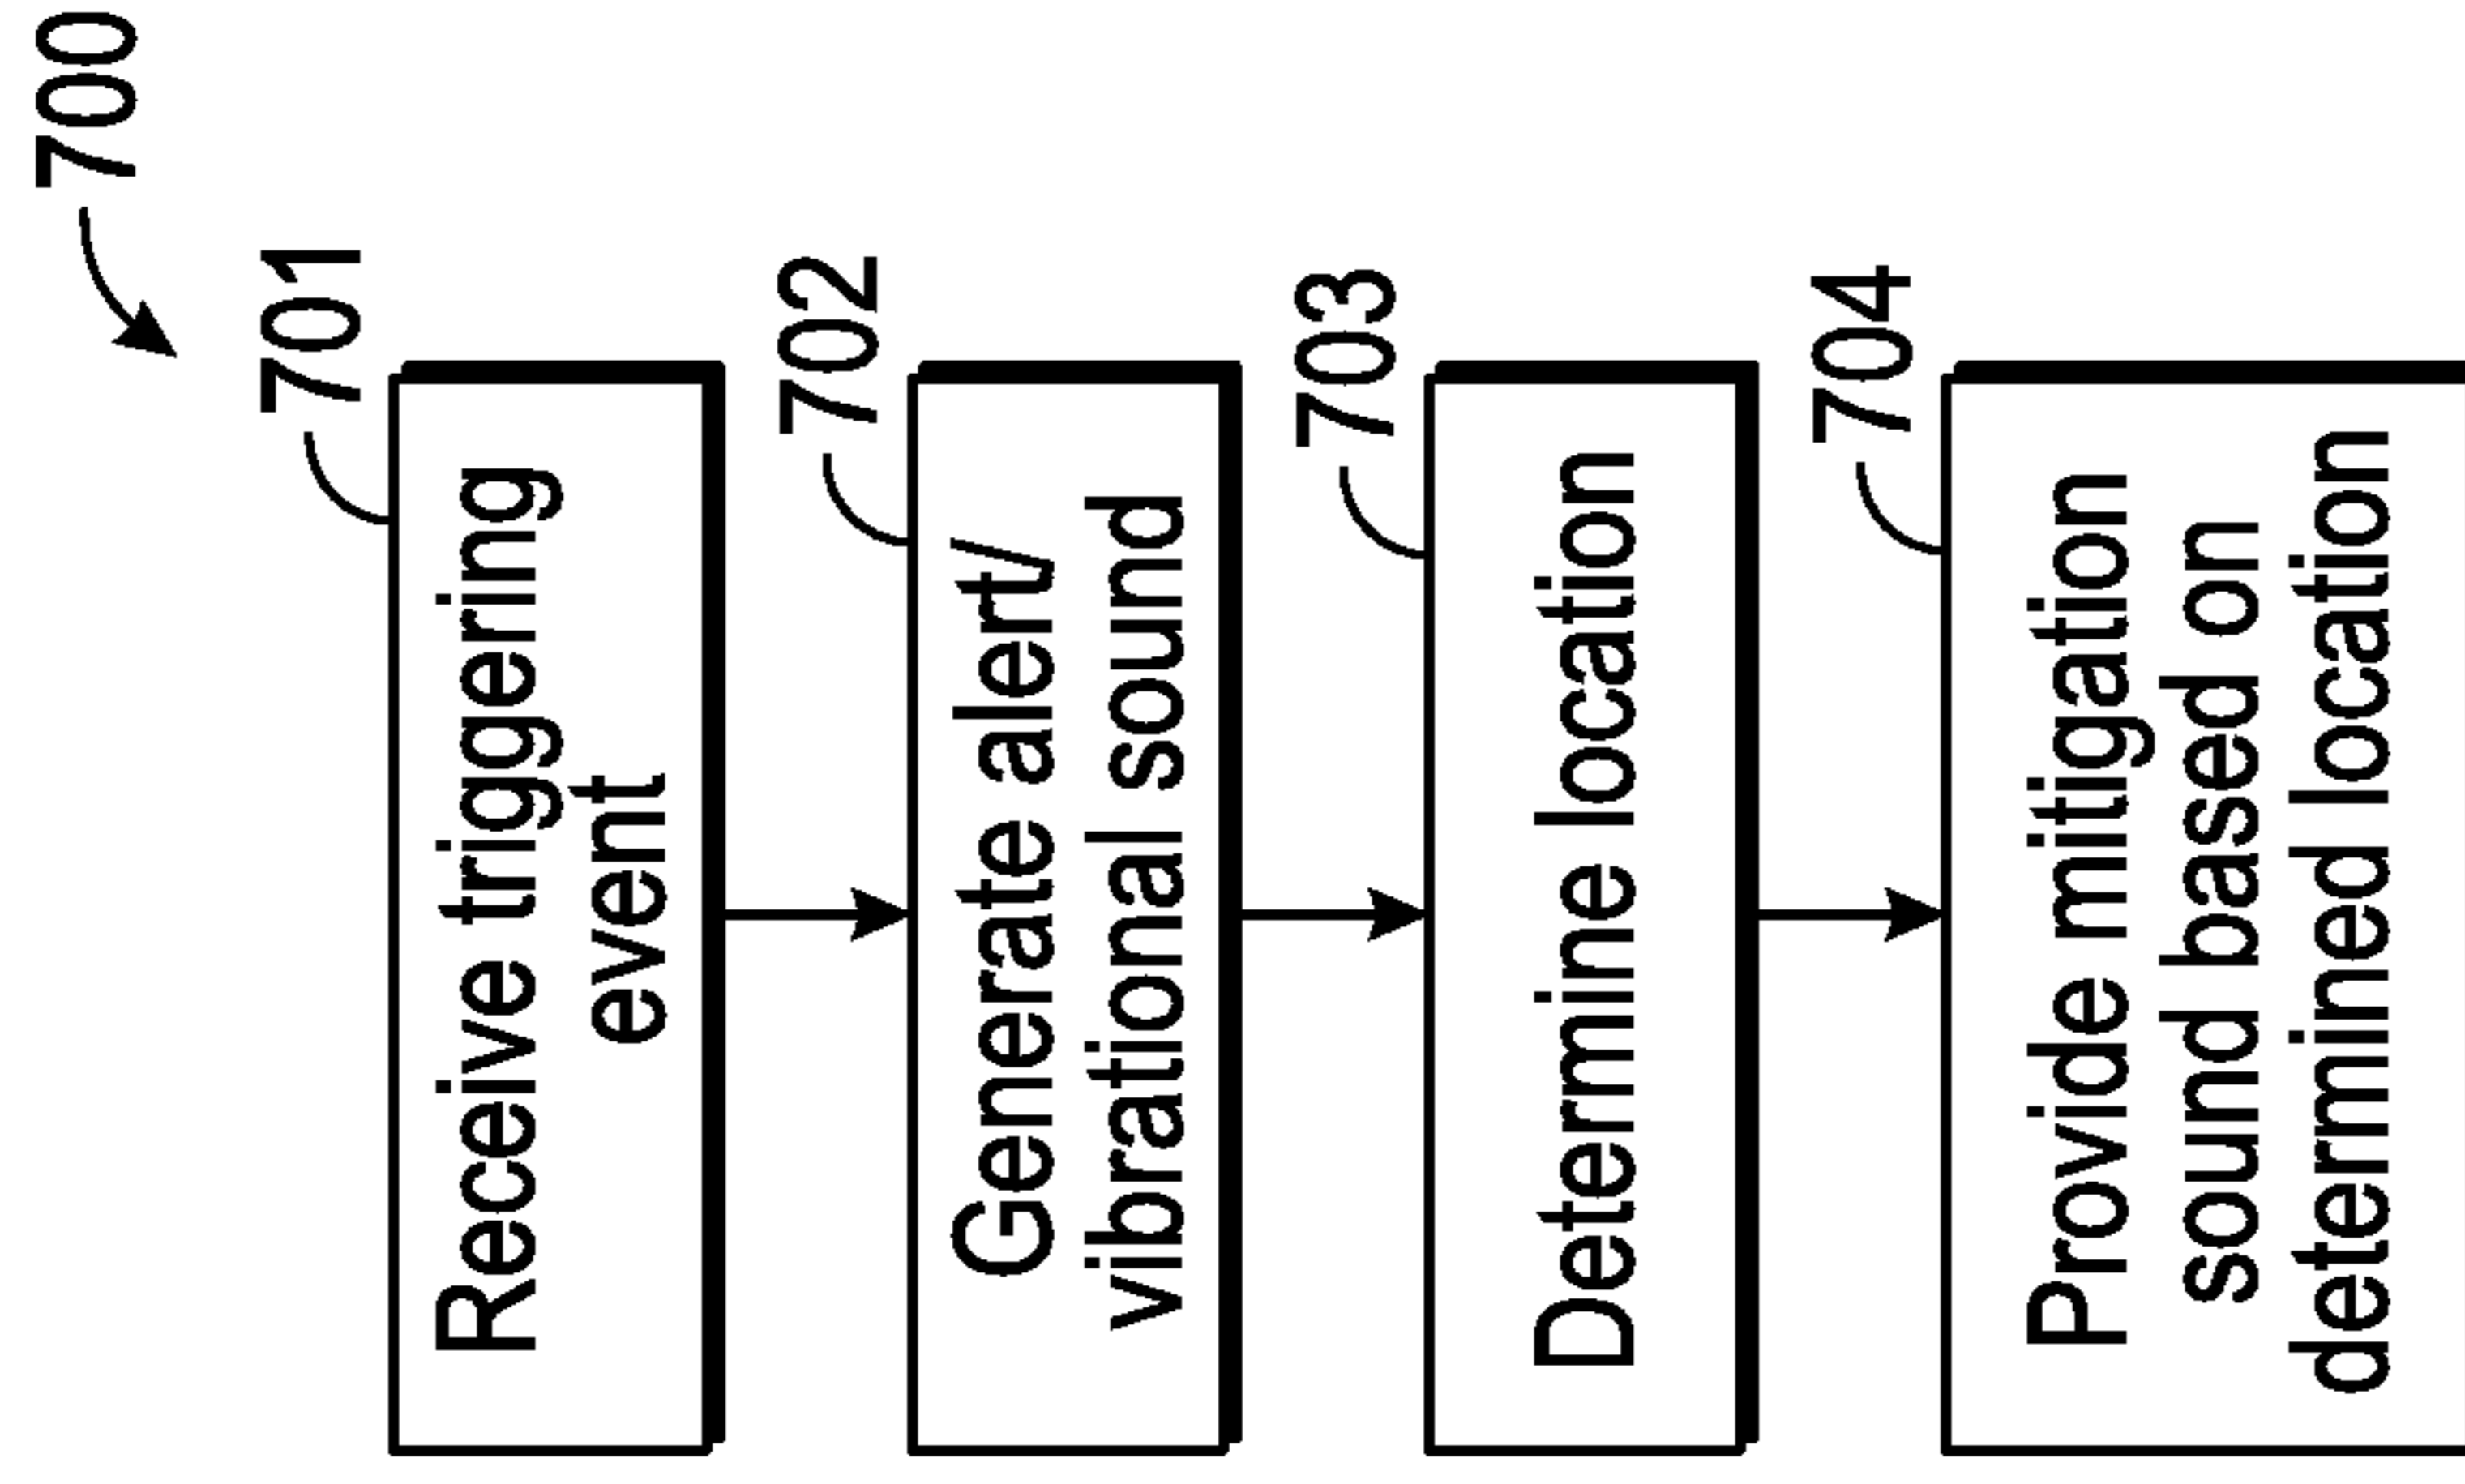 700
701
Receive triggering
event
702
Generate alert/
vibrational sound
703
Determine location
704
Provide mitigation
sound based on
determined location